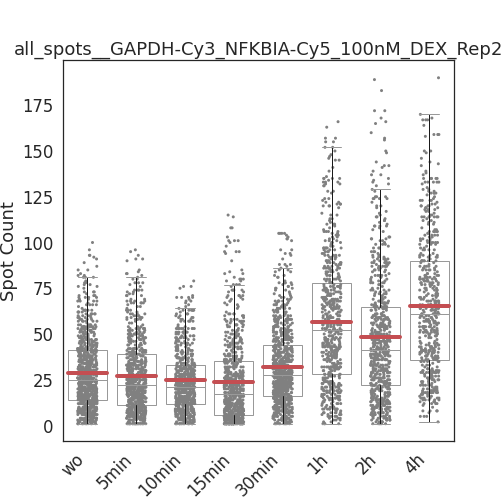 all_spots__GAPDH-Cy3_NFKBIA-Cy5_100nM_DEX_Rep2
Spot Count
175
150
125
100
75
50
25
0
wo
5min
10min
15min
30min
1h
2h
4h